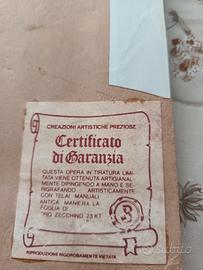 CREAZIONI ARTISTICHE PREZIOSE
Certificato
di Garanzia
QUESTA OPERA IN TIRATURA LIMI-
TATA VIENE OTTENUTA ARTIGIANAL-
MENTE DIPINGENDO A MANO E SE-
RIGRAFANDO ARTISTICAMENTE
CON TELAI MANUALI
ANTICA MANIERA LA
FOGLIA DI
ORO ZECCHINO 23 KT
RIPRODUZIONE RIGOROSAMENTE VIETATA
subito